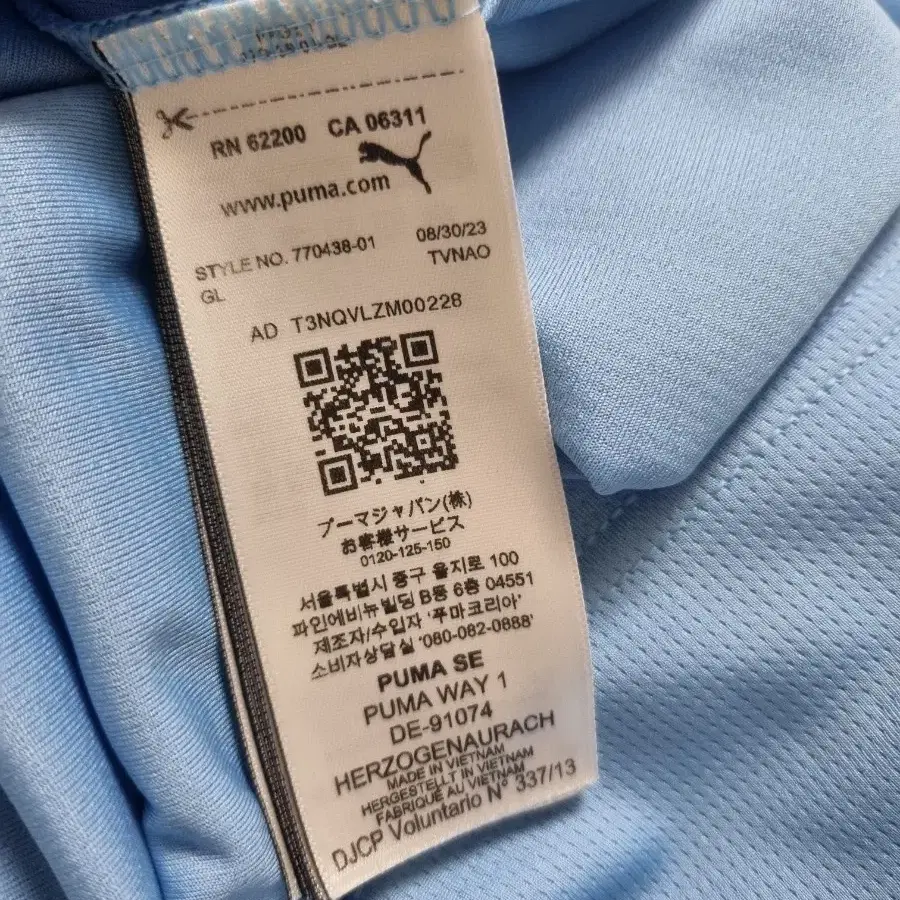 RN 62200 CA 06311
www.puma.com
STYLE NO. 770438-01 08/30/23
GL TVNAO
AD T3NQVLZM00228
プーマジャパン(株)
お客様サービス
0120-125-150
서울특별시 중구 을지로 100
파인에비뉴빌딩 B동 6층 04551
제조자/수입자 '푸마코리아'
소비자상담실 '080-082-0888'
PUMA SE
PUMA WAY 1
DE-91074
HERZOGENAURACH
MADE IN VIETNAM
HERGESTELLT IN VIETNAM
FABRIQUÉ AU VIETNAM
DJCP Voluntario N° 337/13